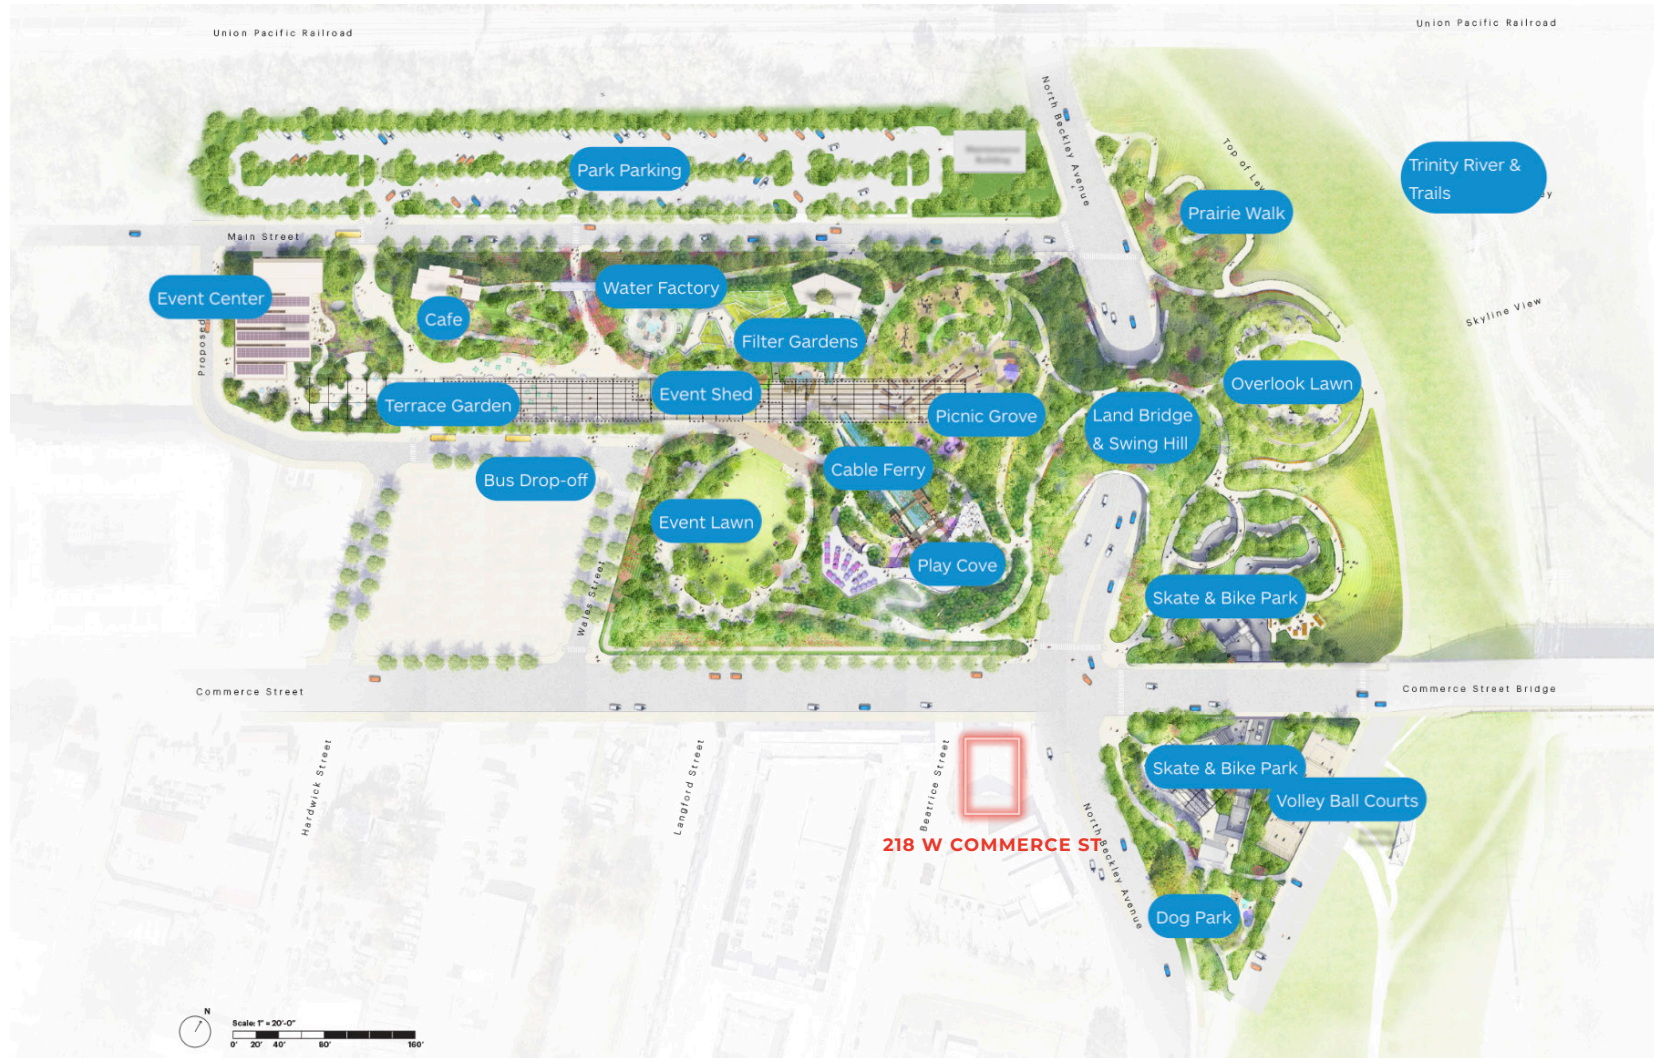 Union Pacific Railroad
Union Pacific Railroad
North Beckley Avenue
Park Parking
Maintenance
Building
Top of
Trinity River &
Trails
Prairie Walk
Main Street
Event Center
Cafe
Water Factory
Filter Gardens
Skyline View
Proposed
Terrace Garden
Event Shed
Picnic Grove
Land Bridge
& Swing Hill
Overlook Lawn
Bus Drop-off
Cable Ferry
Event Lawn
Play Cove
Wales Street
Skate & Bike Park
Commerce Street
Commerce Street Bridge
Hardwick Street
Langford Street
Beatrice Street
218 W COMMERCE ST
North Beckley Avenue
Skate & Bike Park
Volley Ball Courts
Dog Park
N
Scale: 1" = 20'-0"
0' 20' 40' 80' 160'